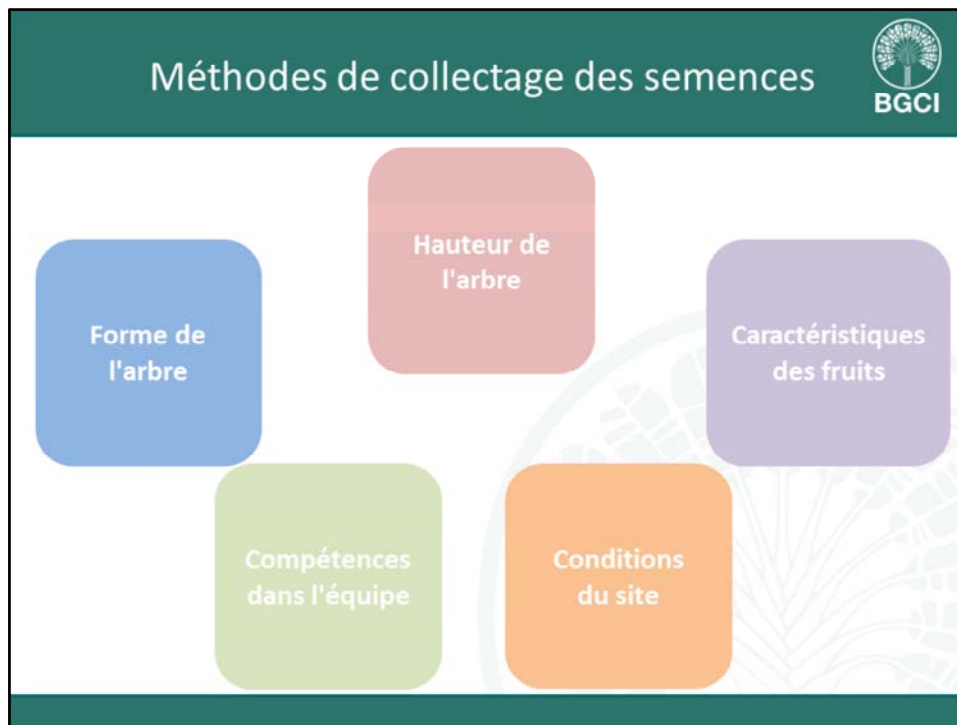 Méthodes de collectage des semences
BGCI
Hauteur de
l'arbre
Forme de
l'arbre
Caractéristiques
des fruits
Compétences
dans l'équipe
Conditions
du site